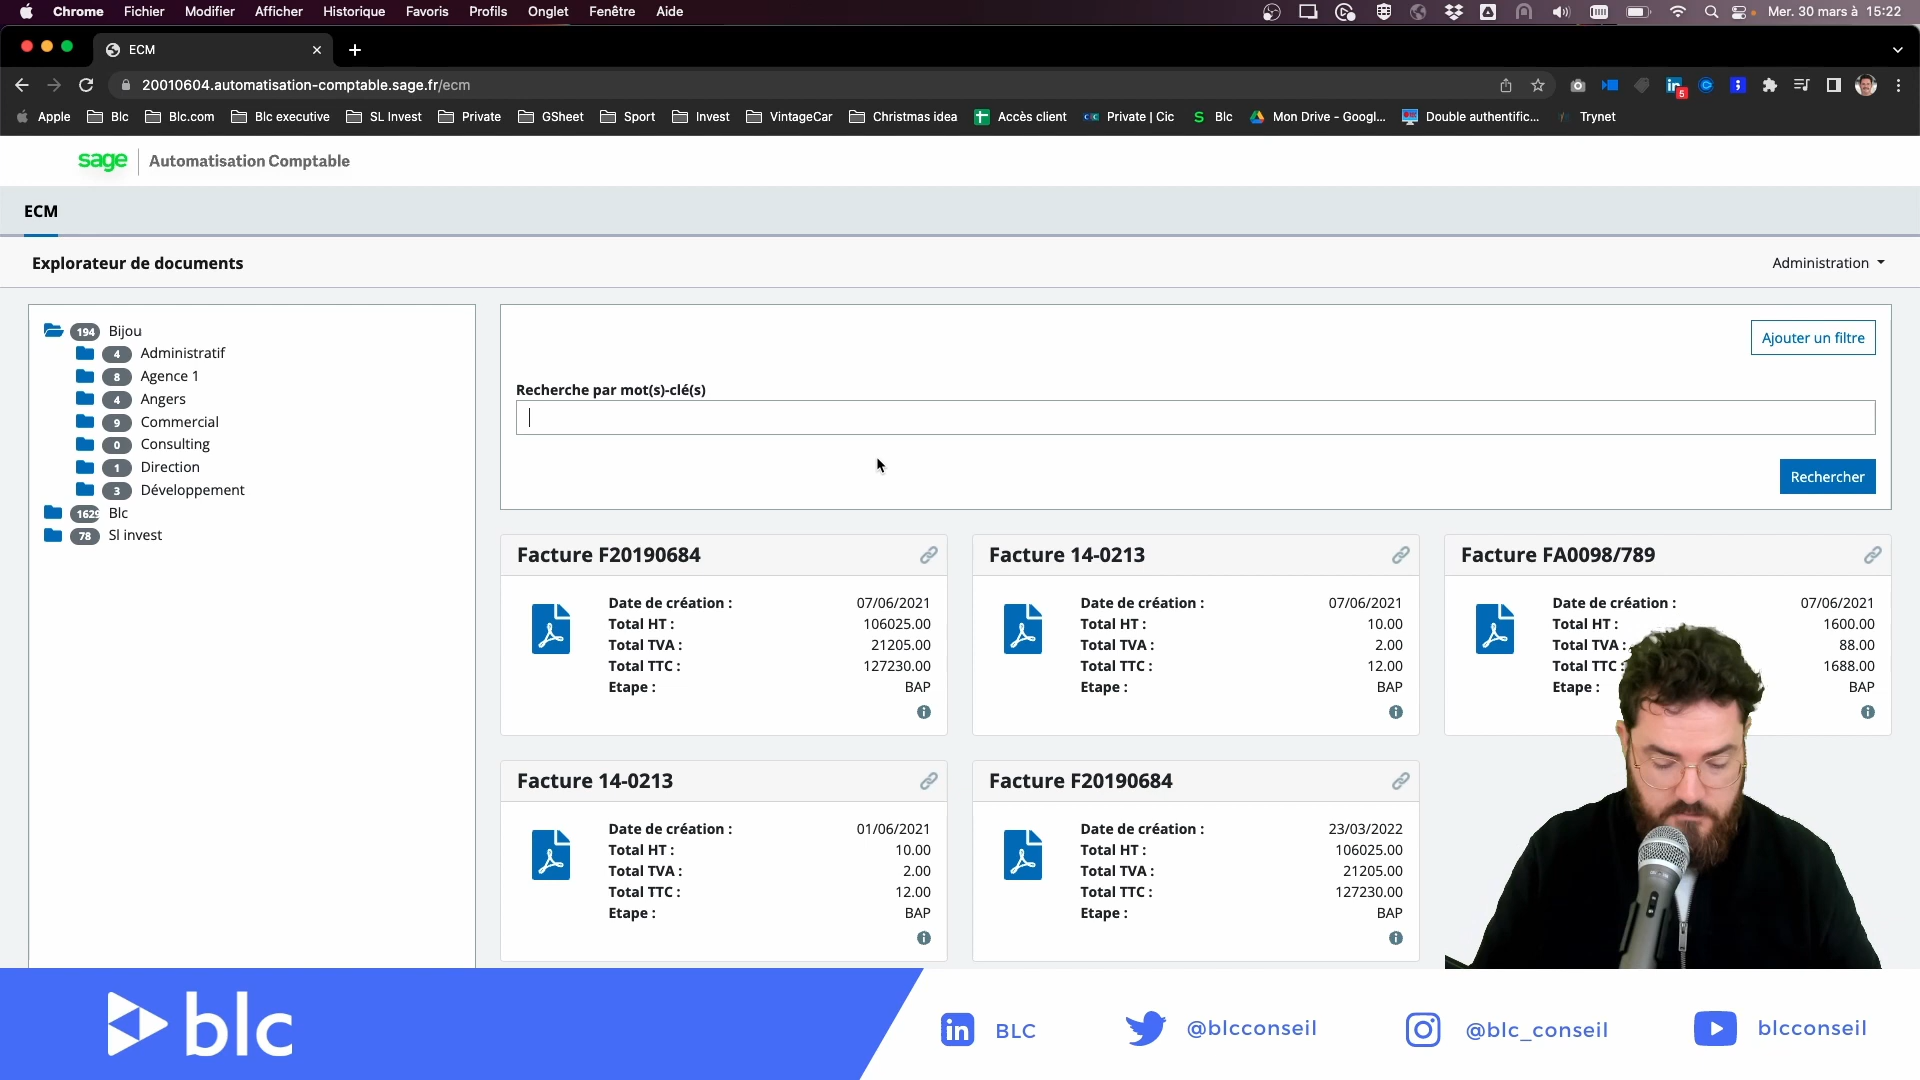 Chrome Fichier Modifier Afficher Historique Favoris Profils Onglet Fenêtre Aide Mer. 30 mars à 15:22
ECM
20010604.automatisation-comptable.sage.fr/ecm
5
Apple Blc Blc.com Blc executive SL Invest Private GSheet Sport Invest VintageCar Christmas idea Accès client Private | Cic Blc Mon Drive - Googl... Double authentific... Trynet
sage Automatisation Comptable
ECM
Explorateur de documents Administration
194 Bijou
4 Administratif
8 Agence 1
4 Angers
9 Commercial
0 Consulting
1 Direction
3 Développement
1629 Blc
78 Sl invest
Ajouter un filtre
Recherche par mot(s)-clé(s)
Rechercher
Facture F20190684
Date de création : 07/06/2021
Total HT : 106025.00
Total TVA : 21205.00
Total TTC : 127230.00
Etape : BAP
Facture 14-0213
Date de création : 07/06/2021
Total HT : 10.00
Total TVA : 2.00
Total TTC : 12.00
Etape : BAP
Facture FA0098/789
Date de création : 07/06/2021
Total HT : 1600.00
Total TVA : 88.00
Total TTC : 1688.00
Etape : BAP
Facture 14-0213
Date de création : 01/06/2021
Total HT : 10.00
Total TVA : 2.00
Total TTC : 12.00
Etape : BAP
Facture F20190684
Date de création : 23/03/2022
Total HT : 106025.00
Total TVA : 21205.00
Total TTC : 127230.00
Etape : BAP
blc
in BLC @blcconseil @blc_conseil blcconseil